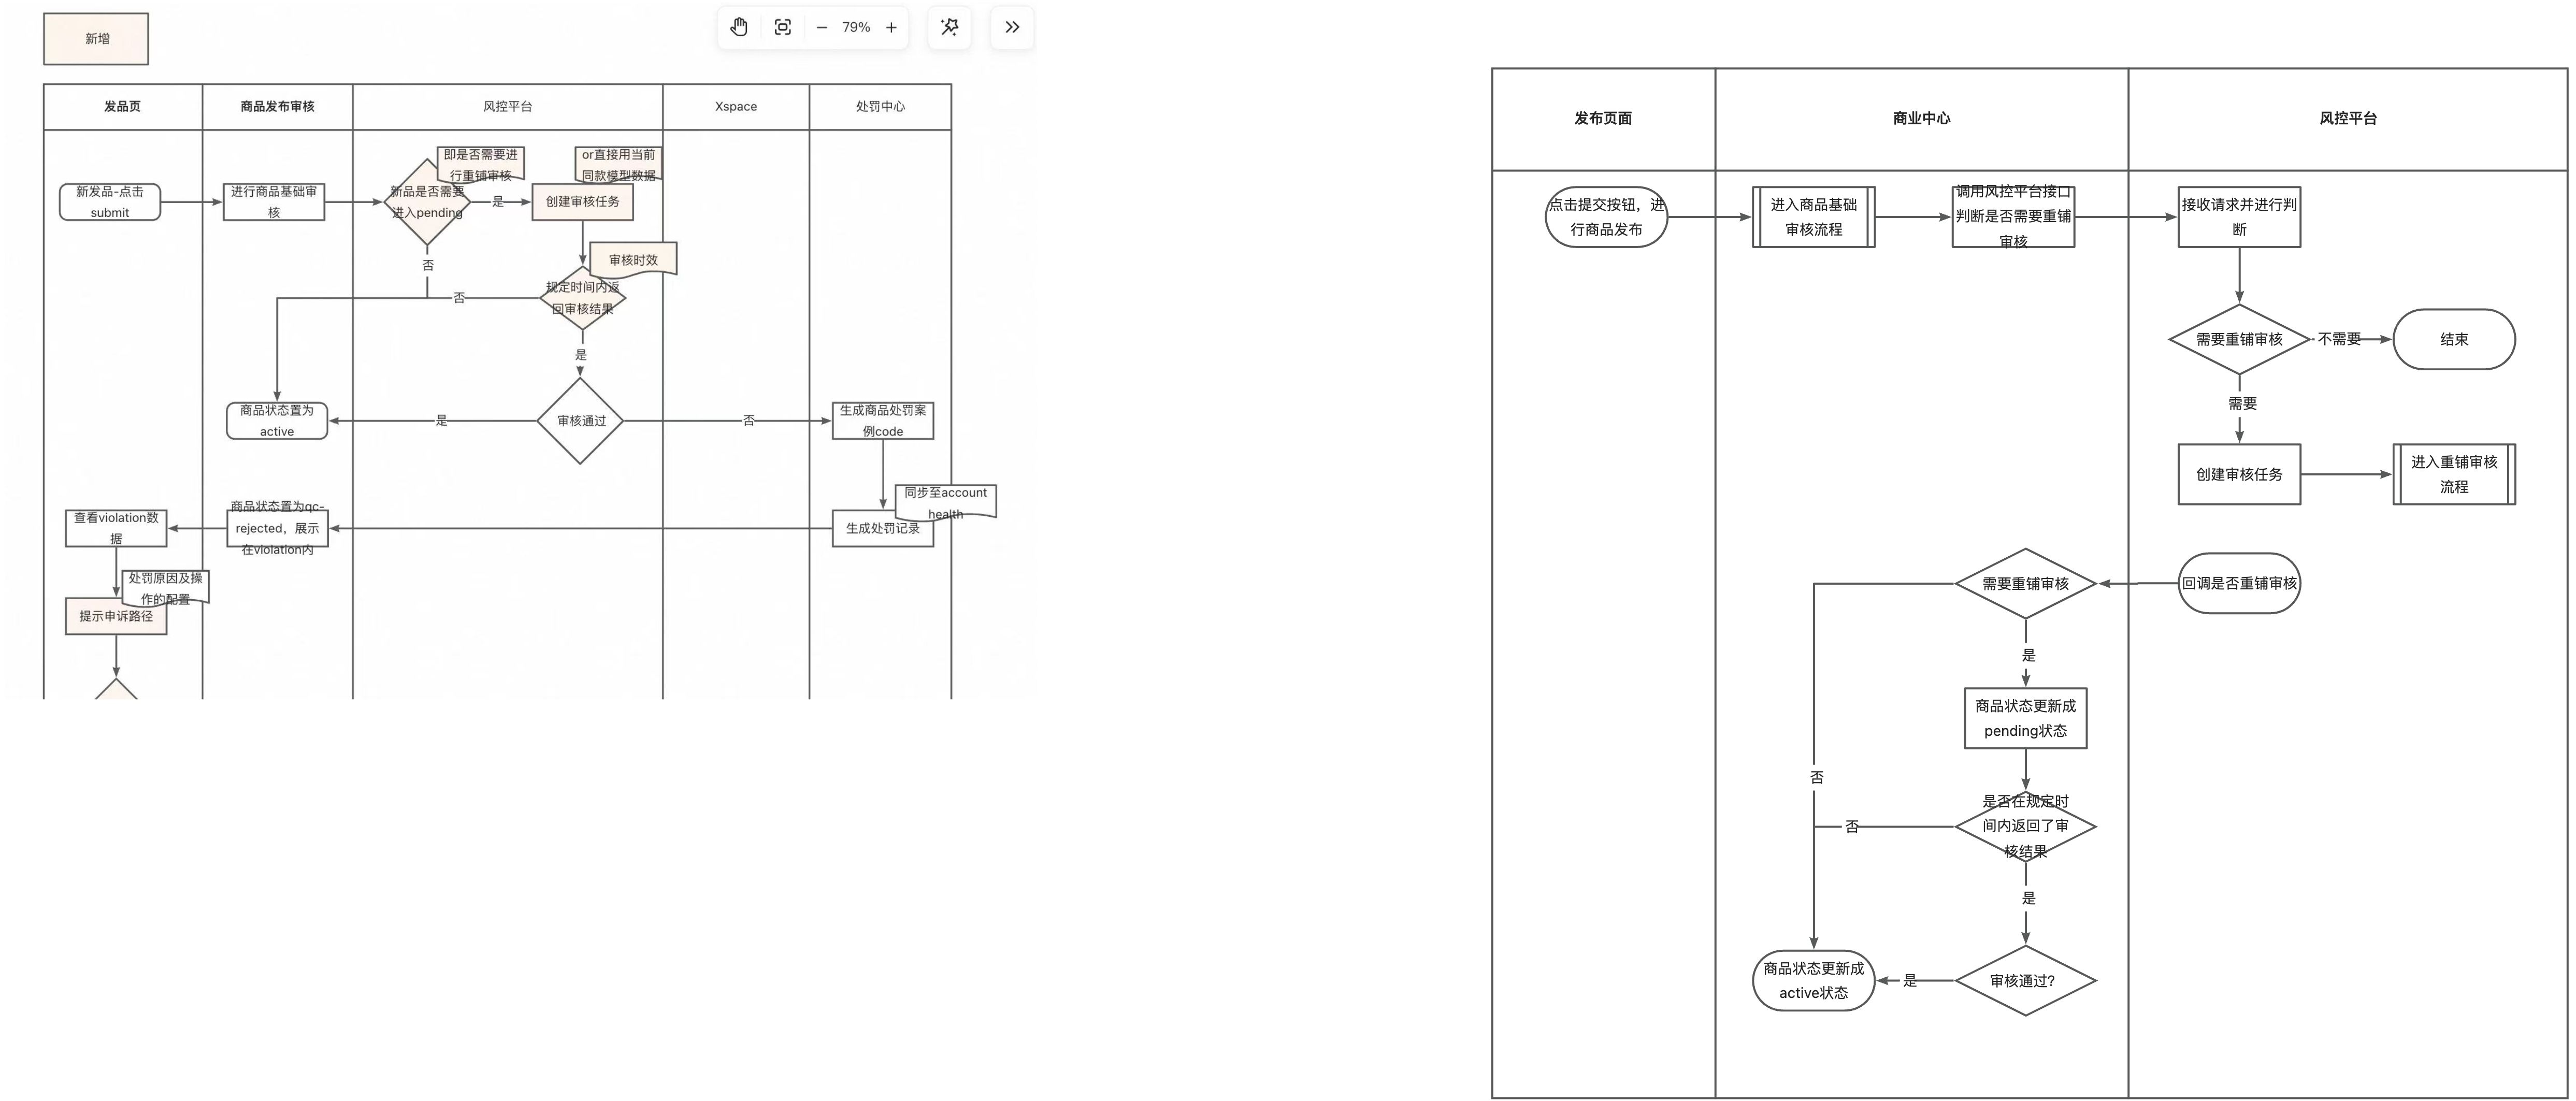 新增
79%
发品页
商品发布审核
风控平台
Xspace
处罚中心
即是否需要进
行重铺审核
or直接用当前
同款模型数据
新发品-点击
submit
进行商品基础审
核
新品是否需要
进入pending
是
创建审核任务
否
审核时效
规定时间内返
回审核结果
否
是
商品状态置为
active
是
审核通过
否
生成商品处罚案
例code
同步至account
health
查看violation数
据
商品状态置为qc-
rejected，展示
在violation内
生成处罚记录
处罚原因及操
作的配置
提示申诉路径
发布页面
商业中心
风控平台
点击提交按钮，进
行商品发布
进入商品基础
审核流程
调用风控平台接口
判断是否需要重铺
审核
接收请求并进行判
断
需要重铺审核
不需要
结束
需要
创建审核任务
进入重铺审核
流程
需要重铺审核
回调是否重铺审核
是
商品状态更新成
pending状态
否
是否在规定时
间内返回了审
核结果
否
是
商品状态更新成
active状态
是
审核通过?